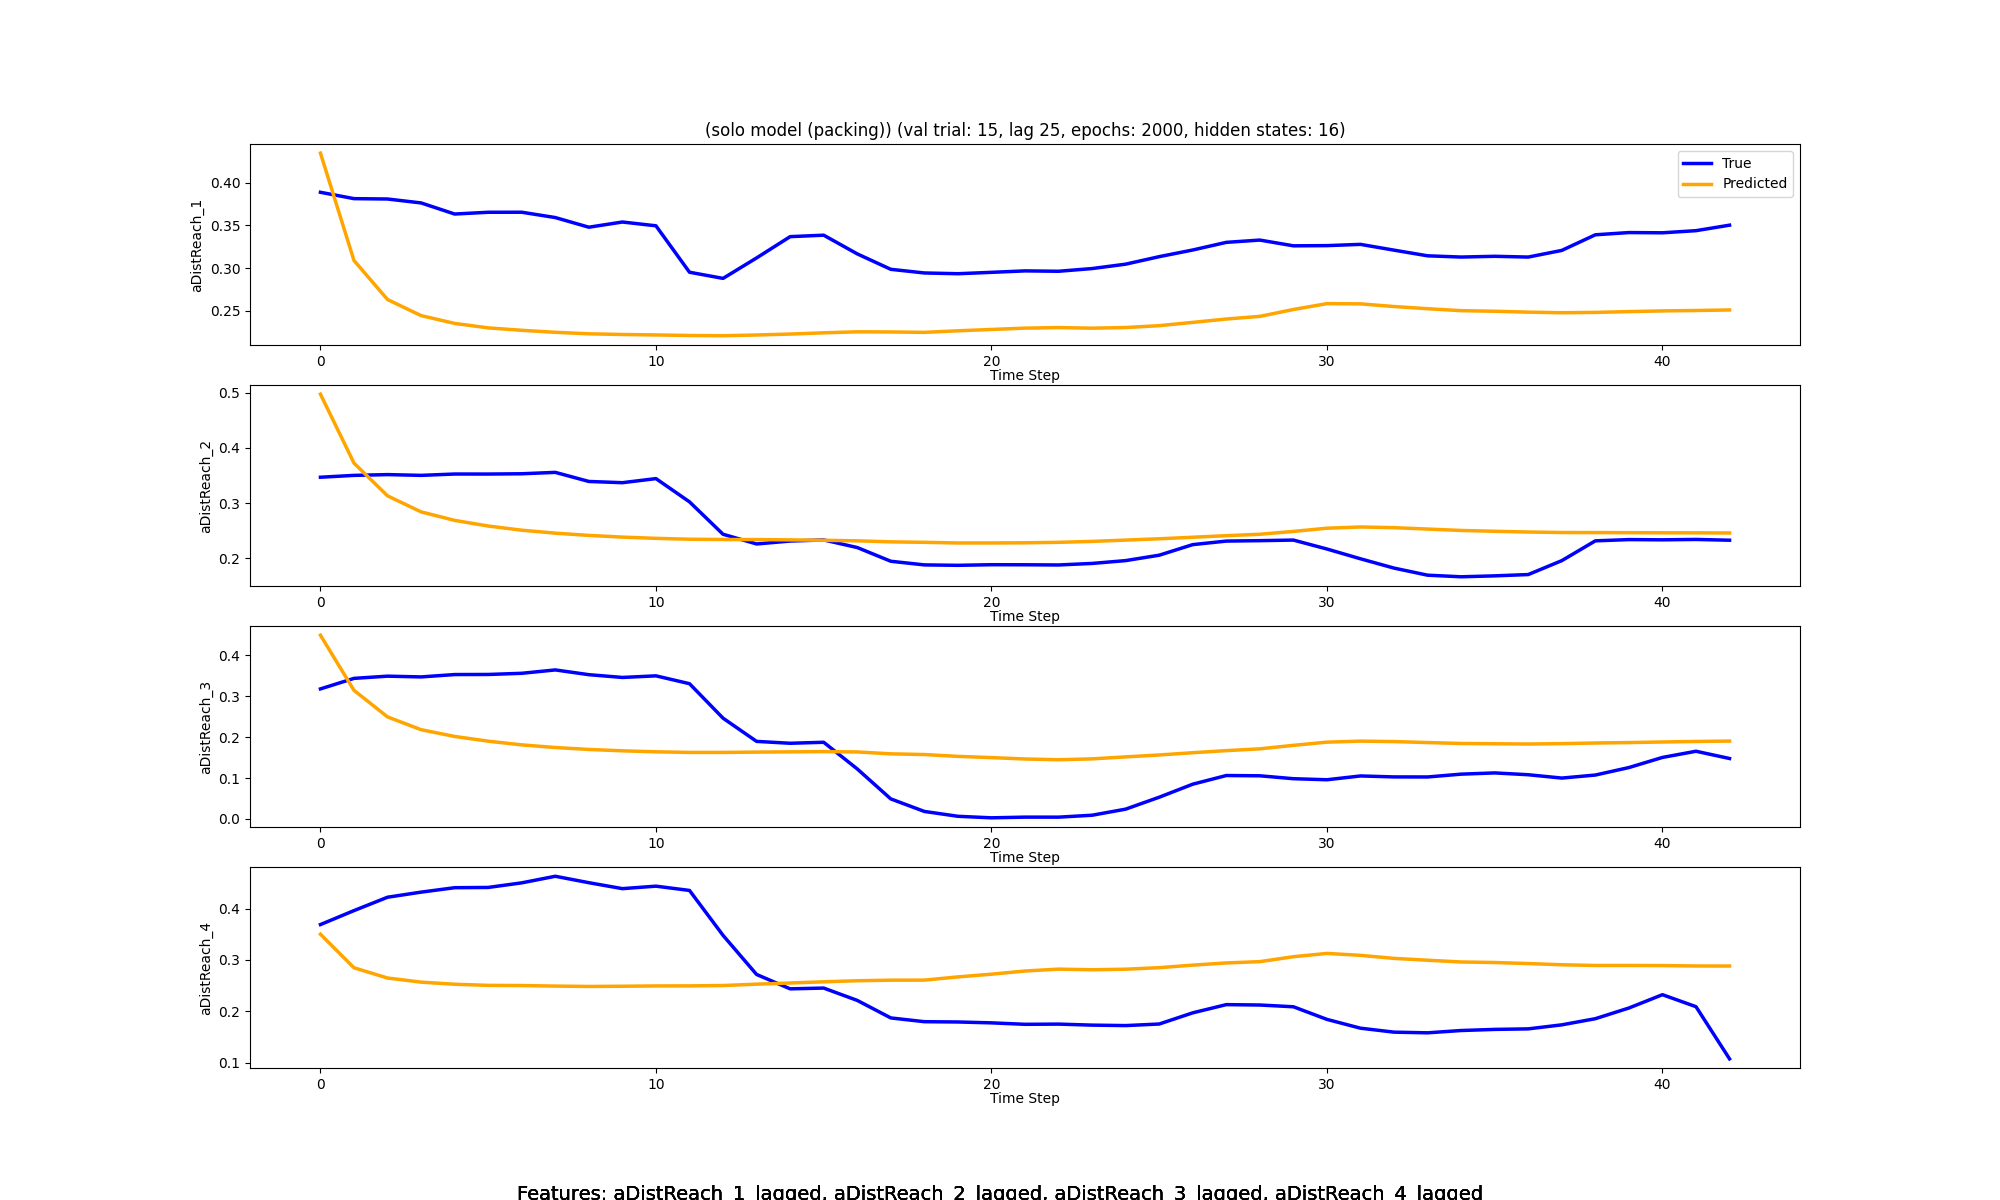 (solo model (packing)) (val trial: 15, lag 25, epochs: 2000, hidden states: 16)
True
Predicted
aDistReach_1
0.40
0.35
0.30
0.25
0 10 20 30 40
Time Step
aDistReach_2
0.5
0.4
0.3
0.2
0 10 20 30 40
Time Step
aDistReach_3
0.4
0.3
0.2
0.1
0.0
0 10 20 30 40
Time Step
aDistReach_4
0.4
0.3
0.2
0.1
0 10 20 30 40
Time Step
Features: aDistReach_1_lagged, aDistReach_2_lagged, aDistReach_3_lagged, aDistReach_4_lagged